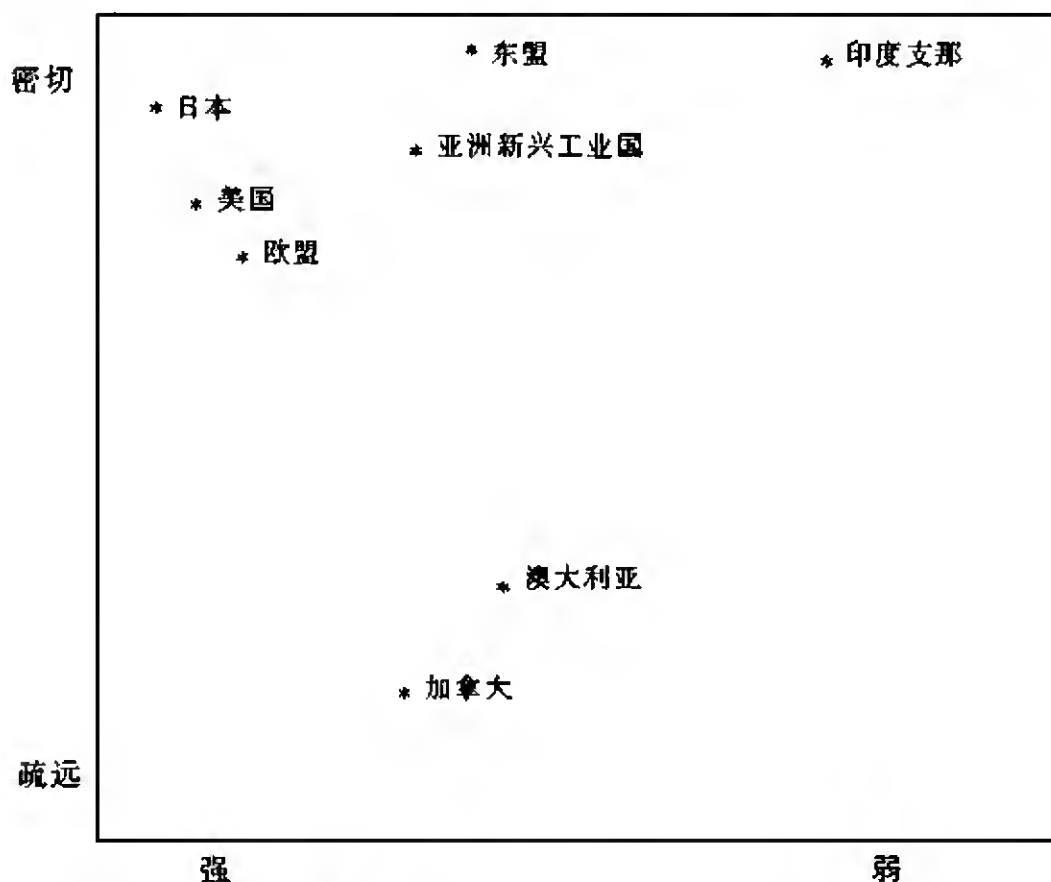 * 东盟
* 印度支那
密切
* 日本
* 亚洲新兴工业国
* 美国
* 欧盟
* 澳大利亚
* 加拿大
疏远
强
弱